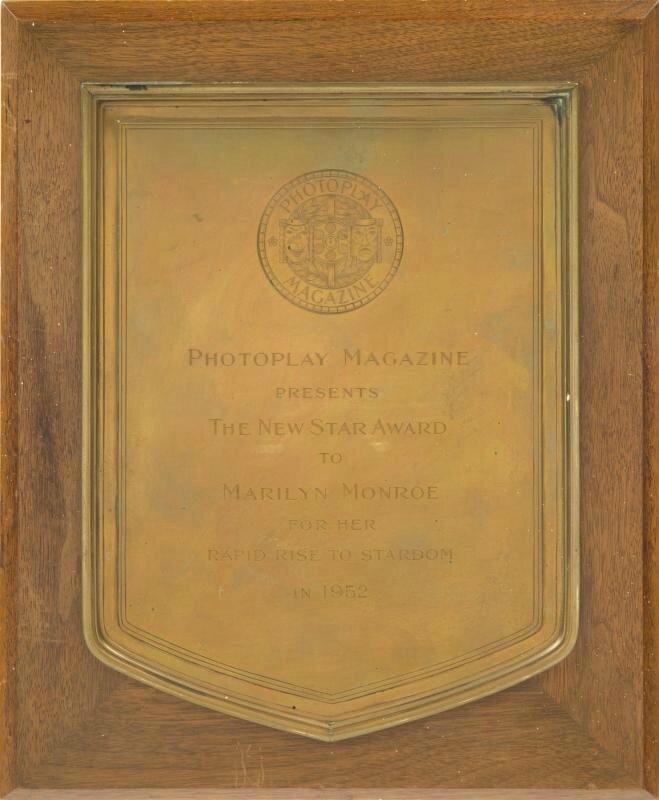 PHOTOPLAY
MAGAZINE
PHOTOPLAY MAGAZINE
PRESENTS
THE NEW STAR AWARD
TO
MARILYN MONROE
FOR HER
RAPID RISE TO STARDOM
IN 1952